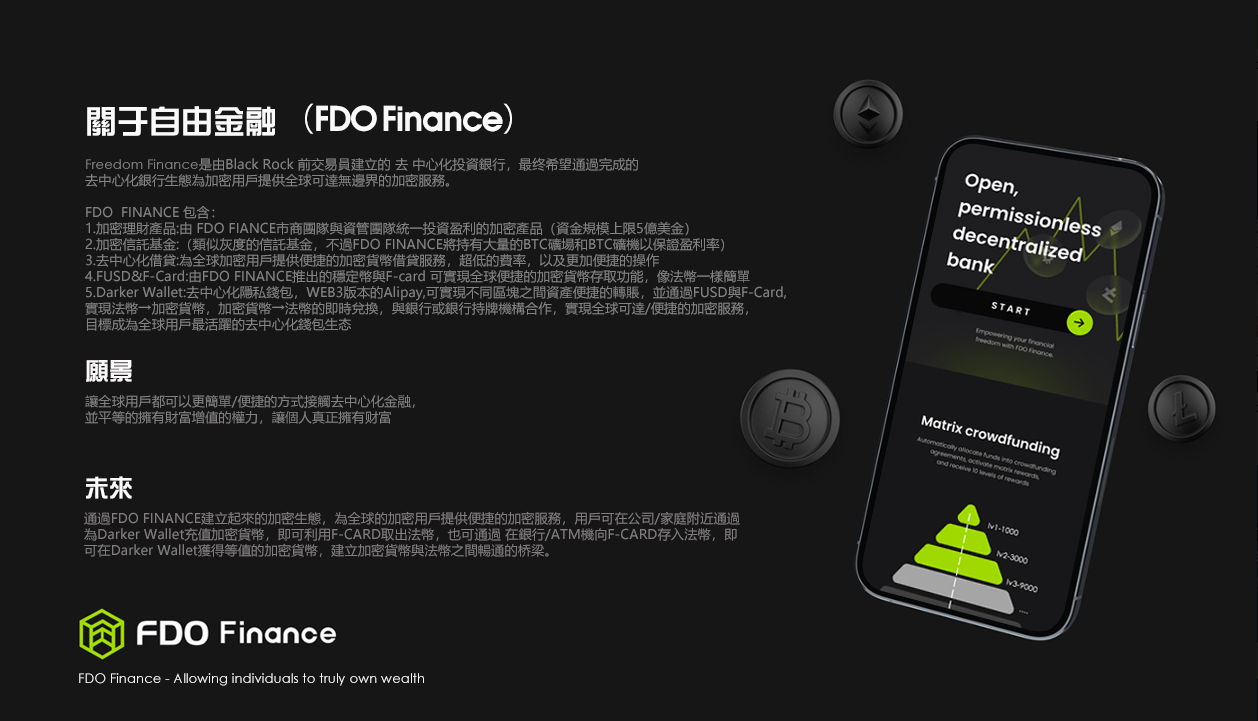 關于自由金融 （FDO Finance）
Freedom Finance是由Black Rock 前交易員建立的 去 中心化投資銀行，最終希望通過完成的
去中心化銀行生態為加密用戶提供全球可達無邊界的加密服務。
FDO FINANCE 包含：
1.加密理財產品:由 FDO FIANCE市商團隊與資管團隊統一投資盈利的加密產品（資金規模上限5億美金）
2.加密信託基金:（類似灰度的信託基金，不過FDO FINANCE將持有大量的BTC礦場和BTC礦機以保證盈利率）
3.去中心化借貸:為全球加密用戶提供便捷的加密貨幣借貸服務，超低的費率，以及更加便捷的操作
4.FUSD&F-Card:由FDO FINANCE推出的穩定幣與F-card 可實現全球便捷的加密貨幣存取功能，像法幣一樣簡單
5.Darker Wallet:去中心化隱私錢包，WEB3版本的Alipay,可實現不同區塊之間資產便捷的轉賬，並通過FUSD與F-Card,
實現法幣→加密貨幣，加密貨幣→法幣的即時兌換，與銀行或銀行持牌機構合作，實現全球可達/便捷的加密服務，
目標成為全球用戶最活躍的去中心化錢包生态
願景
讓全球用戶都可以更簡單/便捷的方式接觸去中心化金融，
並平等的擁有財富增值的權力，讓個人真正擁有财富
未來
通過FDO FINANCE建立起來的加密生態，為全球的加密用戶提供便捷的加密服務，用戶可在公司/家庭附近通過
為Darker Wallet充值加密貨幣，即可利用F-CARD取出法幣，也可通過 在銀行/ATM機向F-CARD存入法幣，即
可在Darker Wallet獲得等值的加密貨幣，建立加密貨幣與法幣之間暢通的桥梁。
FDO Finance
FDO Finance - Allowing individuals to truly own wealth
Open,
permissionless
decentralized
bank
START
Empowering your financial
freedom with FDO Finance.
Matrix crowdfunding
Automatically allocate funds into crowdfunding
agreements, activate matrix rewards,
and receive 10 levels of rewards
lv1-1000
lv2-3000
lv3-9000
....